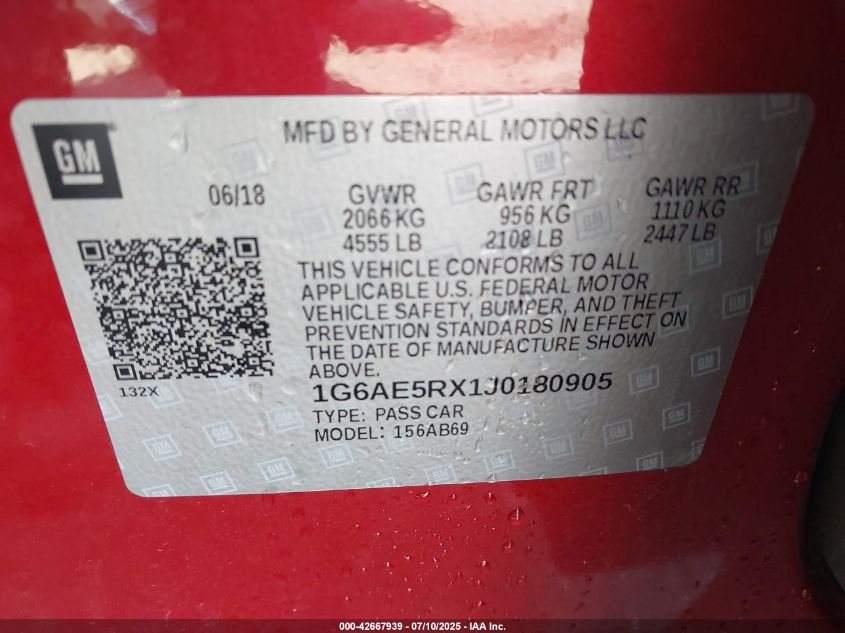 GM
MFD BY GENERAL MOTORS LLC
06/18 GVWR GAWR FRT GAWR RR
2066 KG 956 KG 1110 KG
4555 LB 2108 LB 2447 LB
THIS VEHICLE CONFORMS TO ALL
APPLICABLE U.S. FEDERAL MOTOR
VEHICLE SAFETY, BUMPER, AND THEFT
PREVENTION STANDARDS IN EFFECT ON
THE DATE OF MANUFACTURE SHOWN
ABOVE.
132X
1G6AE5RX1J0180905
TYPE: PASS CAR
MODEL: 156AB69
000-42667939 - 07/10/2025 - IAA Inc.